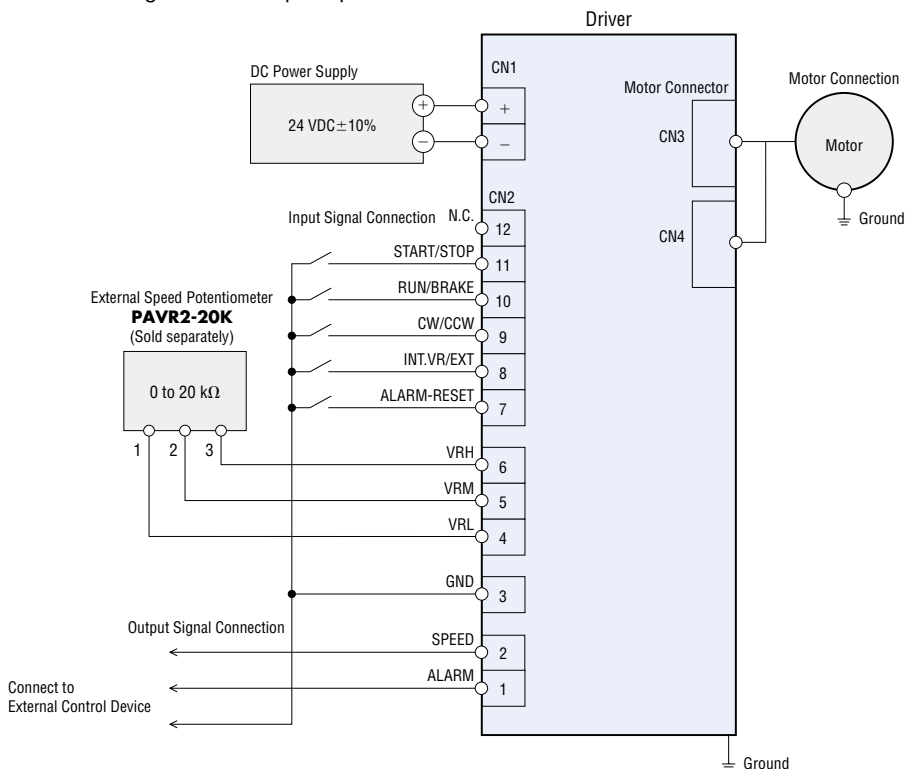 Driver
DC Power Supply
24 VDC±10%
+
−
CN1
+
−
Motor Connector
CN3
CN4
Motor Connection
Motor
Ground
CN2
Input Signal Connection
N.C.
12
START/STOP
11
RUN/BRAKE
10
CW/CCW
9
INT.VR/EXT
8
ALARM-RESET
7
External Speed Potentiometer
PAVR2-20K
(Sold separately)
0 to 20 kΩ
1 2 3
VRH
6
VRM
5
VRL
4
GND
3
Output Signal Connection
SPEED
2
ALARM
1
Connect to
External Control Device
Ground